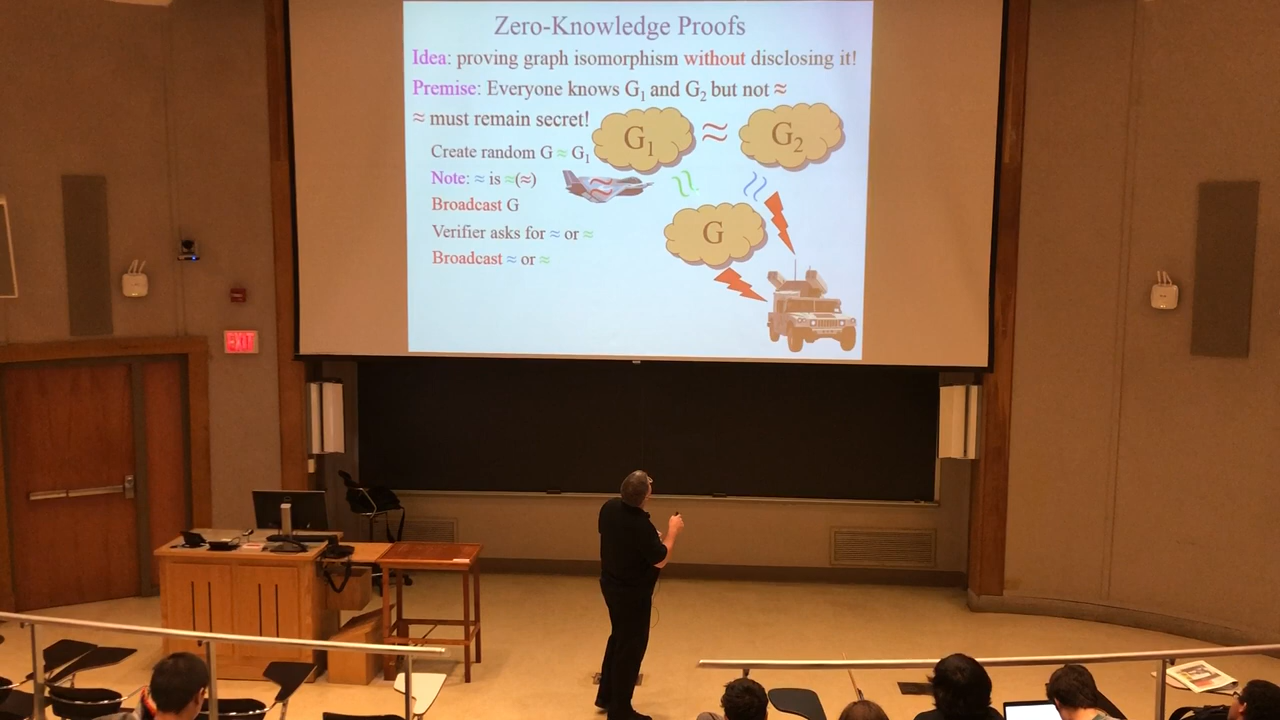 Zero-Knowledge Proofs
Idea: proving graph isomorphism without disclosing it!
Premise: Everyone knows G₁ and G₂ but not ≈
≈ must remain secret!
G₁ ≈ G₂
Create random G ≈ G₁
Note: ≈ is ≈(≈)
≈
≈
≈
Broadcast G
G
Verifier asks for ≈ or ≈
Broadcast ≈ or ≈
EXIT